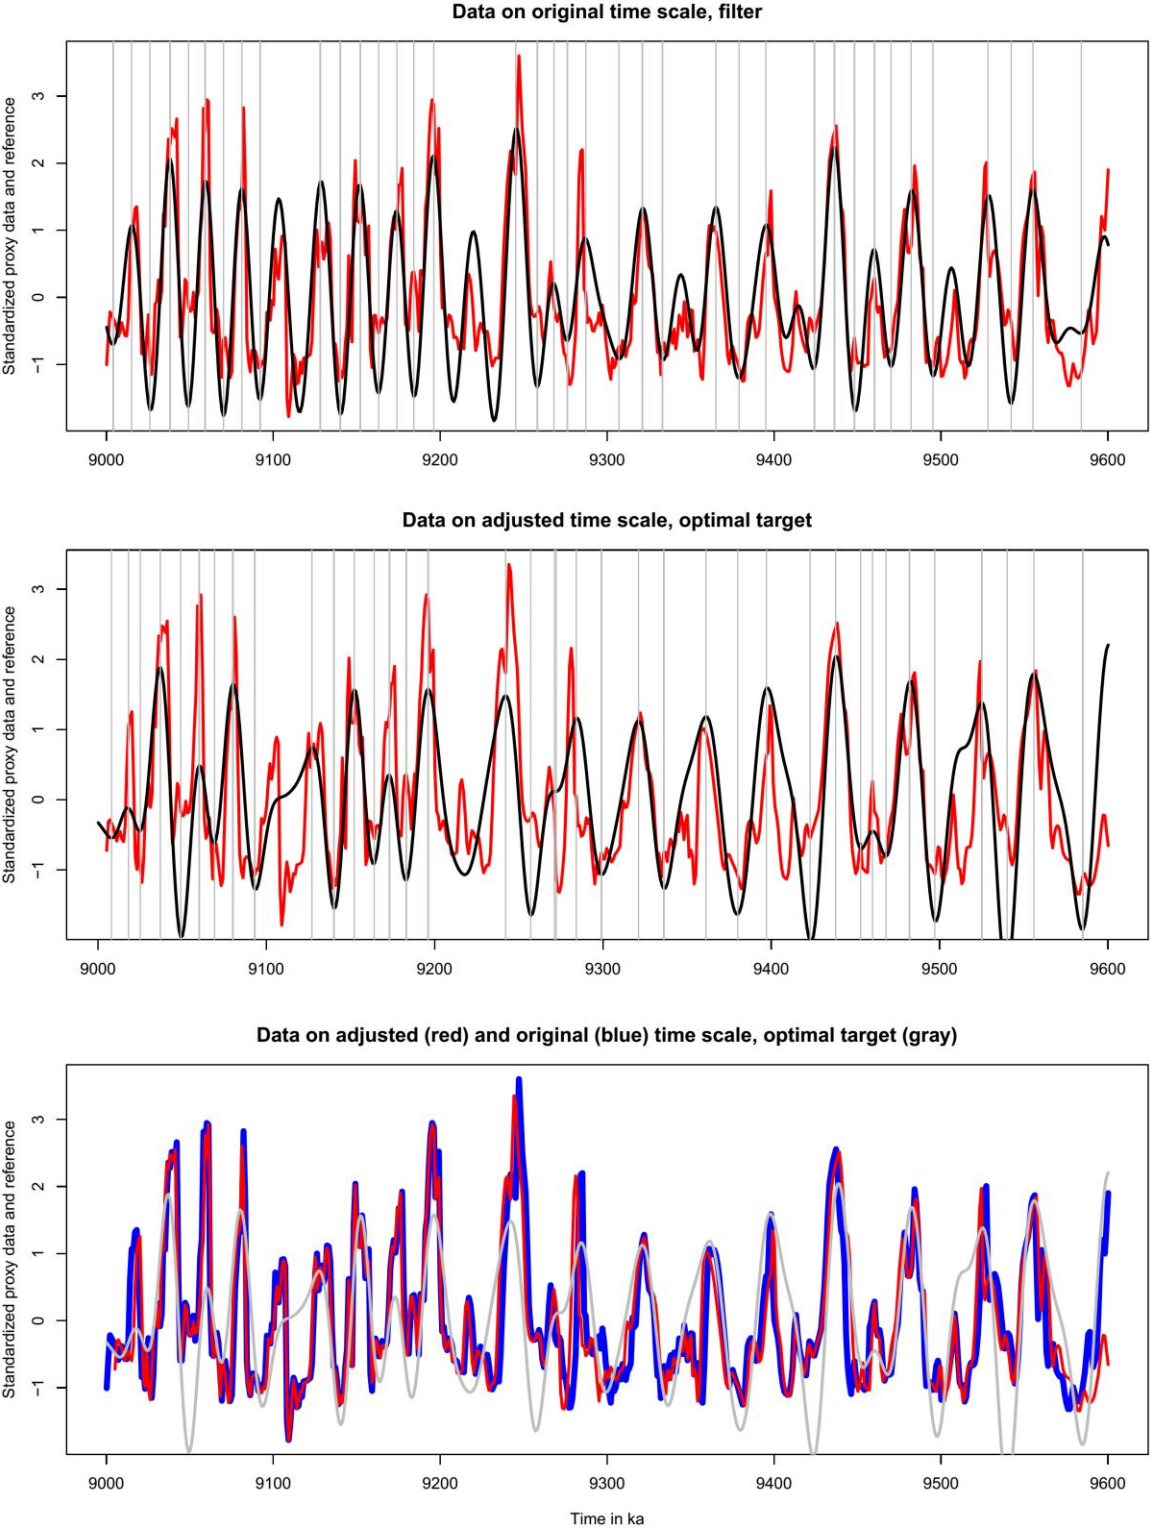 Data on original time scale, filter
Standardized proxy data and reference
3
2
1
0
−1
9000 9100 9200 9300 9400 9500 9600
Data on adjusted time scale, optimal target
Standardized proxy data and reference
3
2
1
0
−1
9000 9100 9200 9300 9400 9500 9600
Data on adjusted (red) and original (blue) time scale, optimal target (gray)
Standardized proxy data and reference
3
2
1
0
−1
9000 9100 9200 9300 9400 9500 9600
Time in ka